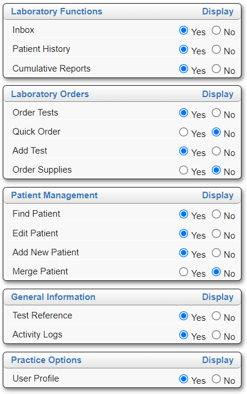 Laboratory Functions Display
Inbox Yes No
Patient History Yes No
Cumulative Reports Yes No
Laboratory Orders Display
Order Tests Yes No
Quick Order Yes No
Add Test Yes No
Order Supplies Yes No
Patient Management Display
Find Patient Yes No
Edit Patient Yes No
Add New Patient Yes No
Merge Patient Yes No
General Information Display
Test Reference Yes No
Activity Logs Yes No
Practice Options Display
User Profile Yes No